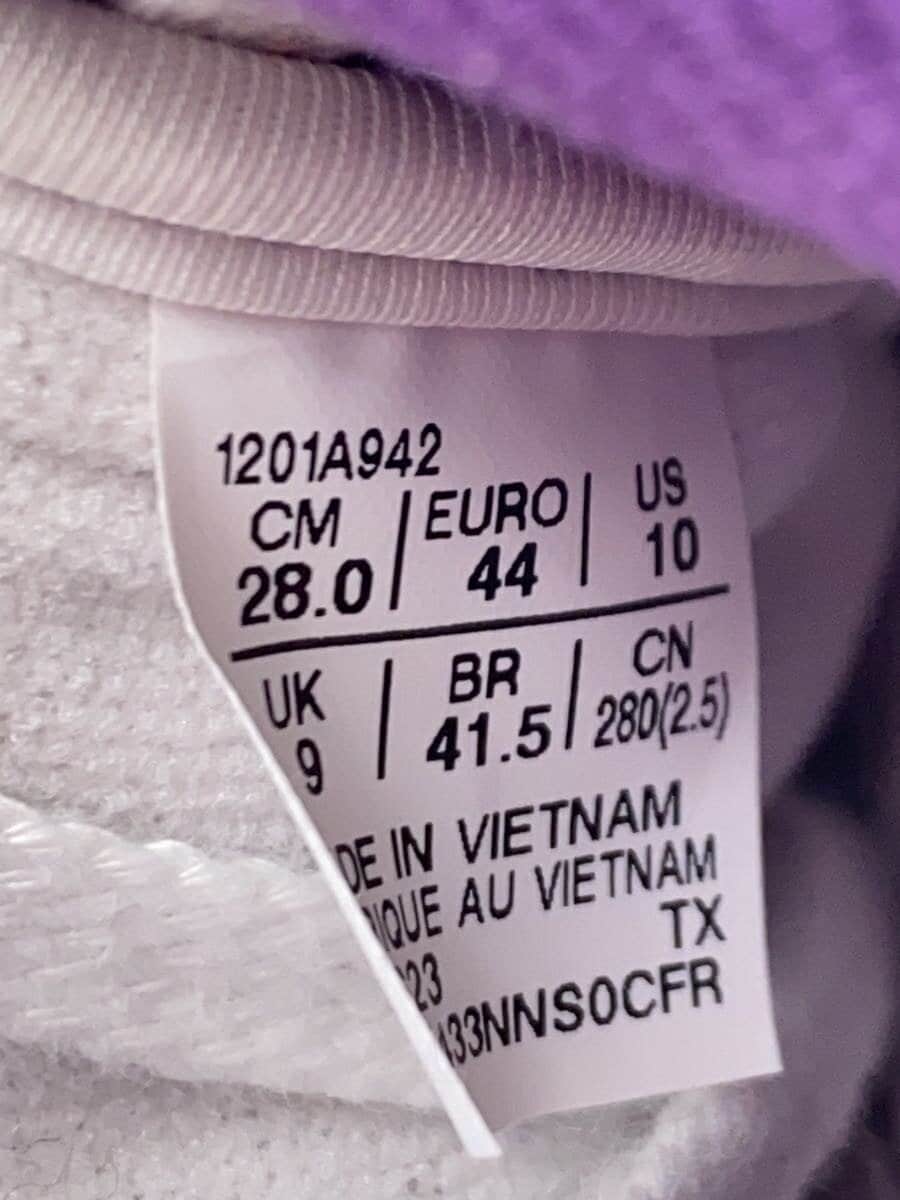 1201A942
CM | EURO | US
28.0 | 44 | 10
UK | BR | CN
9 | 41.5 | 280(2.5)
DE IN VIETNAM
IQUE AU VIETNAM
TX
23
33NNS0CFR